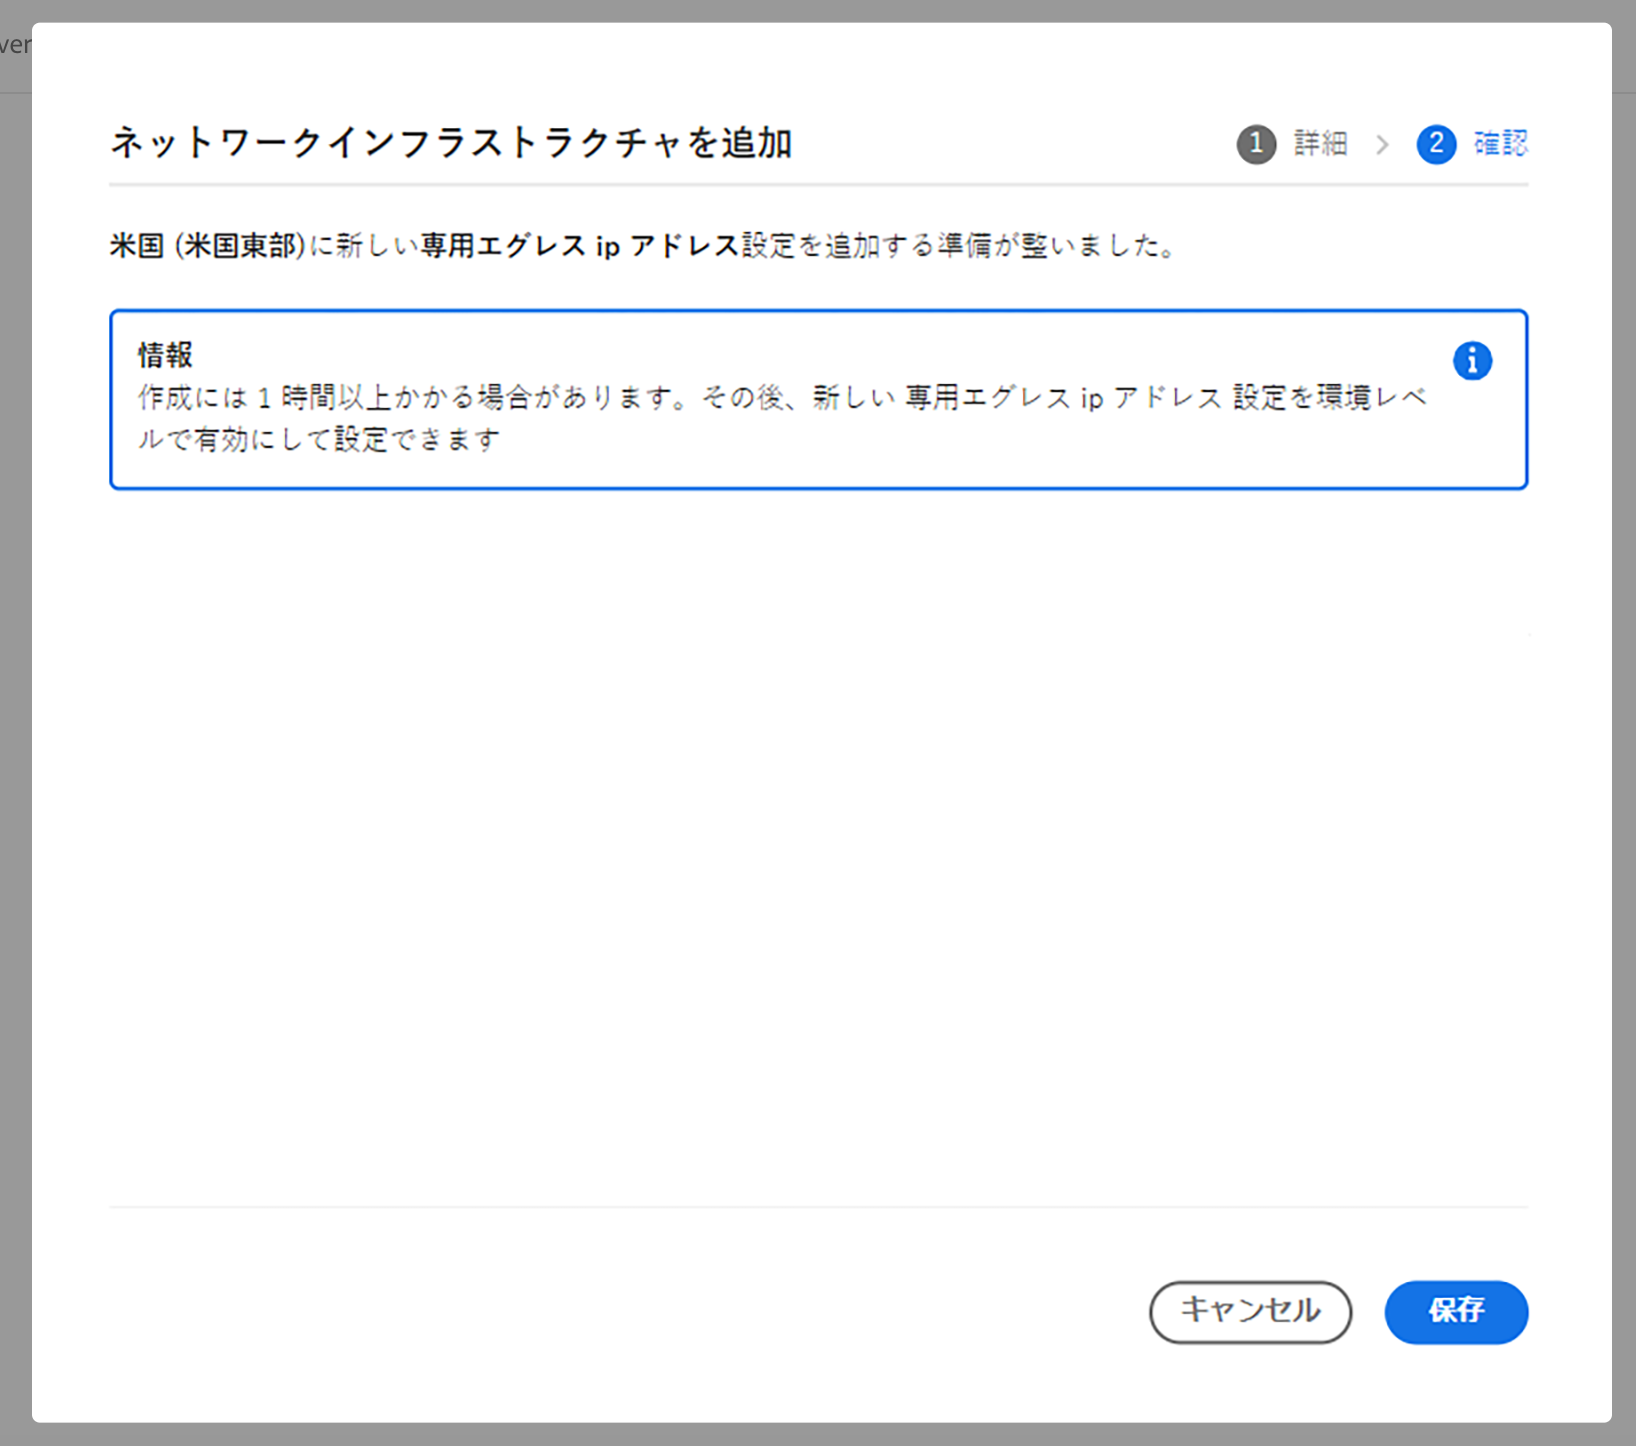 ver
ネットワークインフラストラクチャを追加
1 詳細 > 2 確認
米国 (米国東部)に新しい専用エグレス ip アドレス設定を追加する準備が整いました。
情報
作成には 1 時間以上かかる場合があります。その後、新しい 専用エグレス ip アドレス 設定を環境レベ
ルで有効にして設定できます
キャンセル
保存